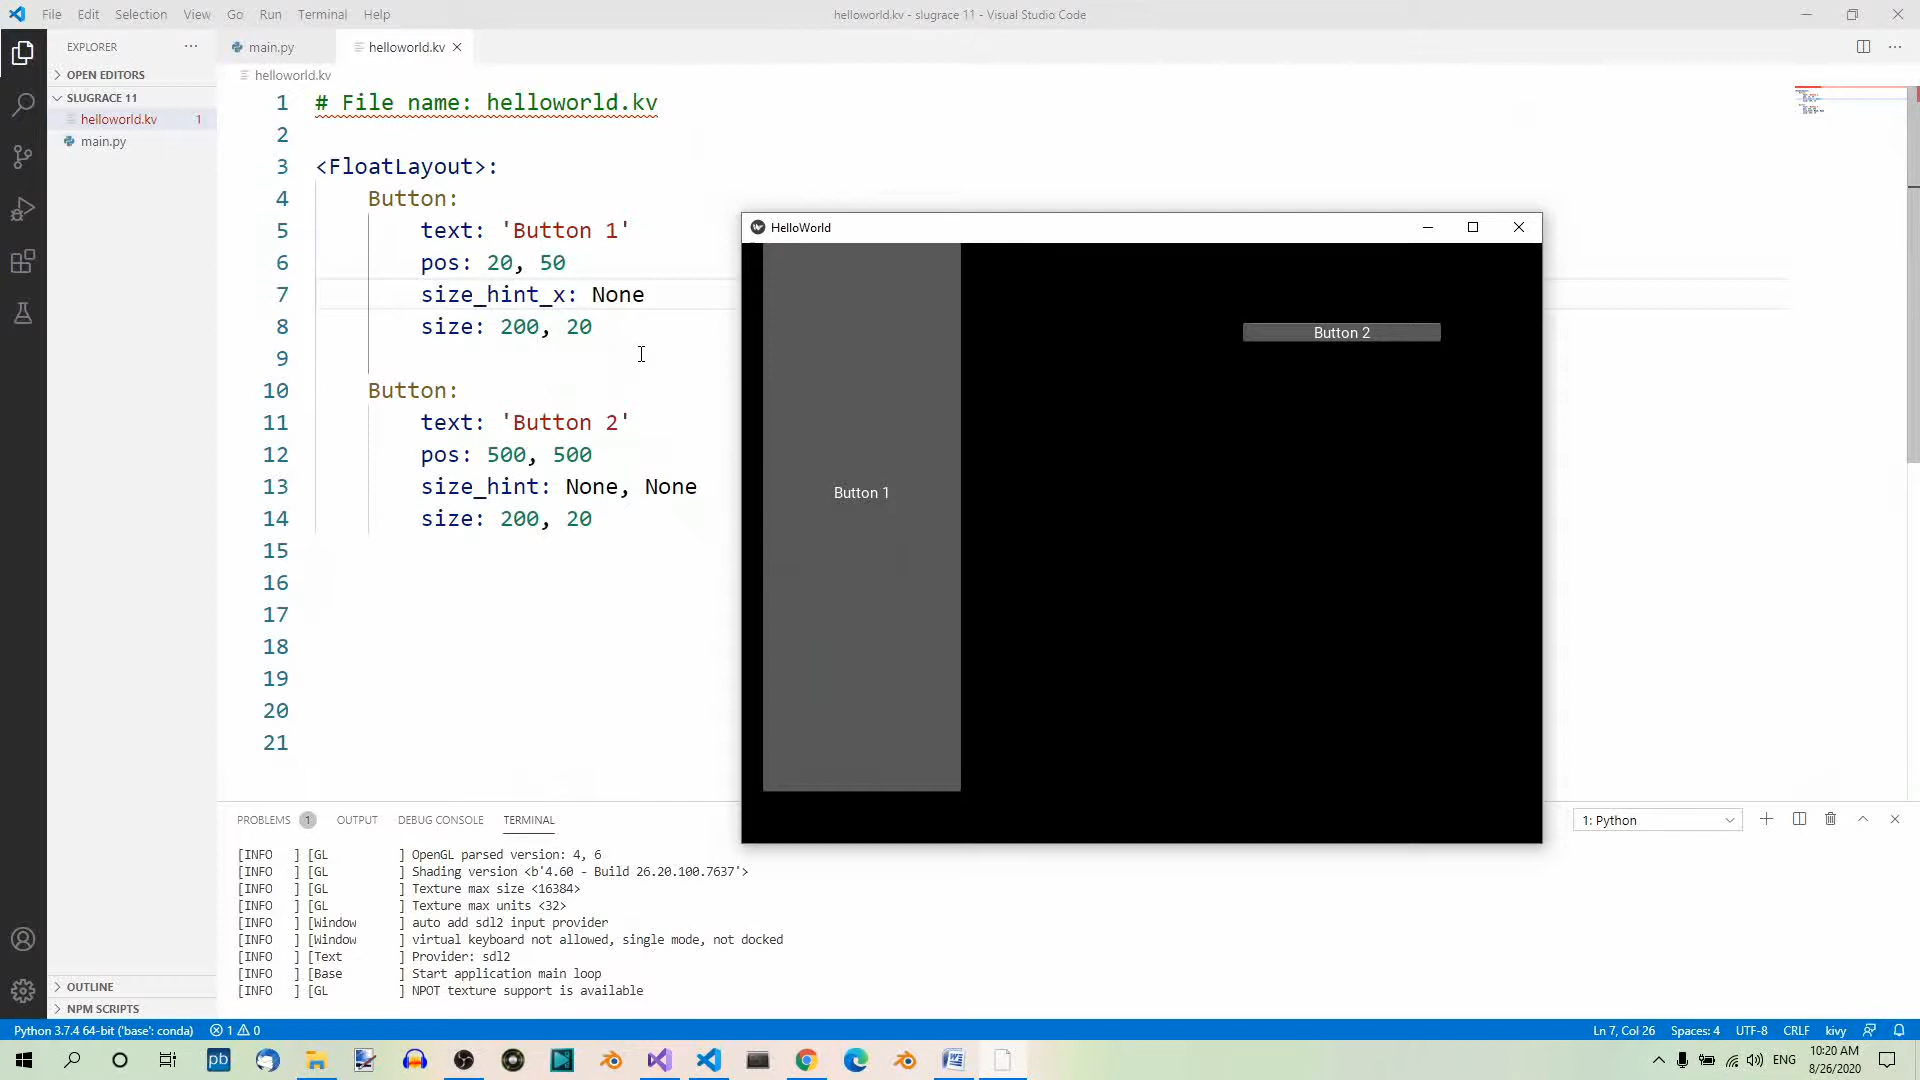 File Edit Selection View Go Run Terminal Help
helloworld.kv - slugrace 11 - Visual Studio Code
EXPLORER
main.py
helloworld.kv
OPEN EDITORS
helloworld.kv
SLUGRACE 11
helloworld.kv 1
main.py
1 # File name: helloworld.kv
2
3 <FloatLayout>:
4 Button:
5 text: 'Button 1'
6 pos: 20, 50
7 size_hint_x: None
8 size: 200, 20
9
10 Button:
11 text: 'Button 2'
12 pos: 500, 500
13 size_hint: None, None
14 size: 200, 20
15
16
17
18
19
20
21
HelloWorld
Button 2
Button 1
PROBLEMS 1 OUTPUT DEBUG CONSOLE TERMINAL
1: Python
[INFO ] [GL ] OpenGL parsed version: 4, 6
[INFO ] [GL ] Shading version <b'4.60 - Build 26.20.100.7637'>
[INFO ] [GL ] Texture max size <16384>
[INFO ] [GL ] Texture max units <32>
[INFO ] [Window ] auto add sdl2 input provider
[INFO ] [Window ] virtual keyboard not allowed, single mode, not docked
[INFO ] [Text ] Provider: sdl2
[INFO ] [Base ] Start application main loop
[INFO ] [GL ] NPOT texture support is available
OUTLINE
NPM SCRIPTS
Python 3.7.4 64-bit ('base': conda) 1 0
Ln 7, Col 26 Spaces: 4 UTF-8 CRLF kivy
pb
ENG
10:20 AM
8/26/2020